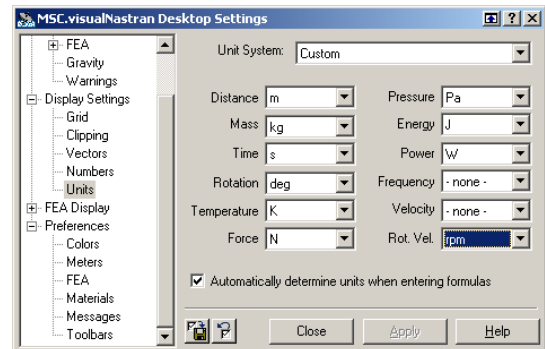 MSC.visualNastran Desktop Settings
FEA
Gravity
Warnings
Display Settings
Grid
Clipping
Vectors
Numbers
Units
FEA Display
Preferences
Colors
Meters
FEA
Materials
Messages
Toolbars
Unit System: Custom
Distance m Pressure Pa
Mass kg Energy J
Time s Power W
Rotation deg Frequency - none -
Temperature K Velocity - none -
Force N Rot. Vel. rpm
Automatically determine units when entering formulas
Close Apply Help